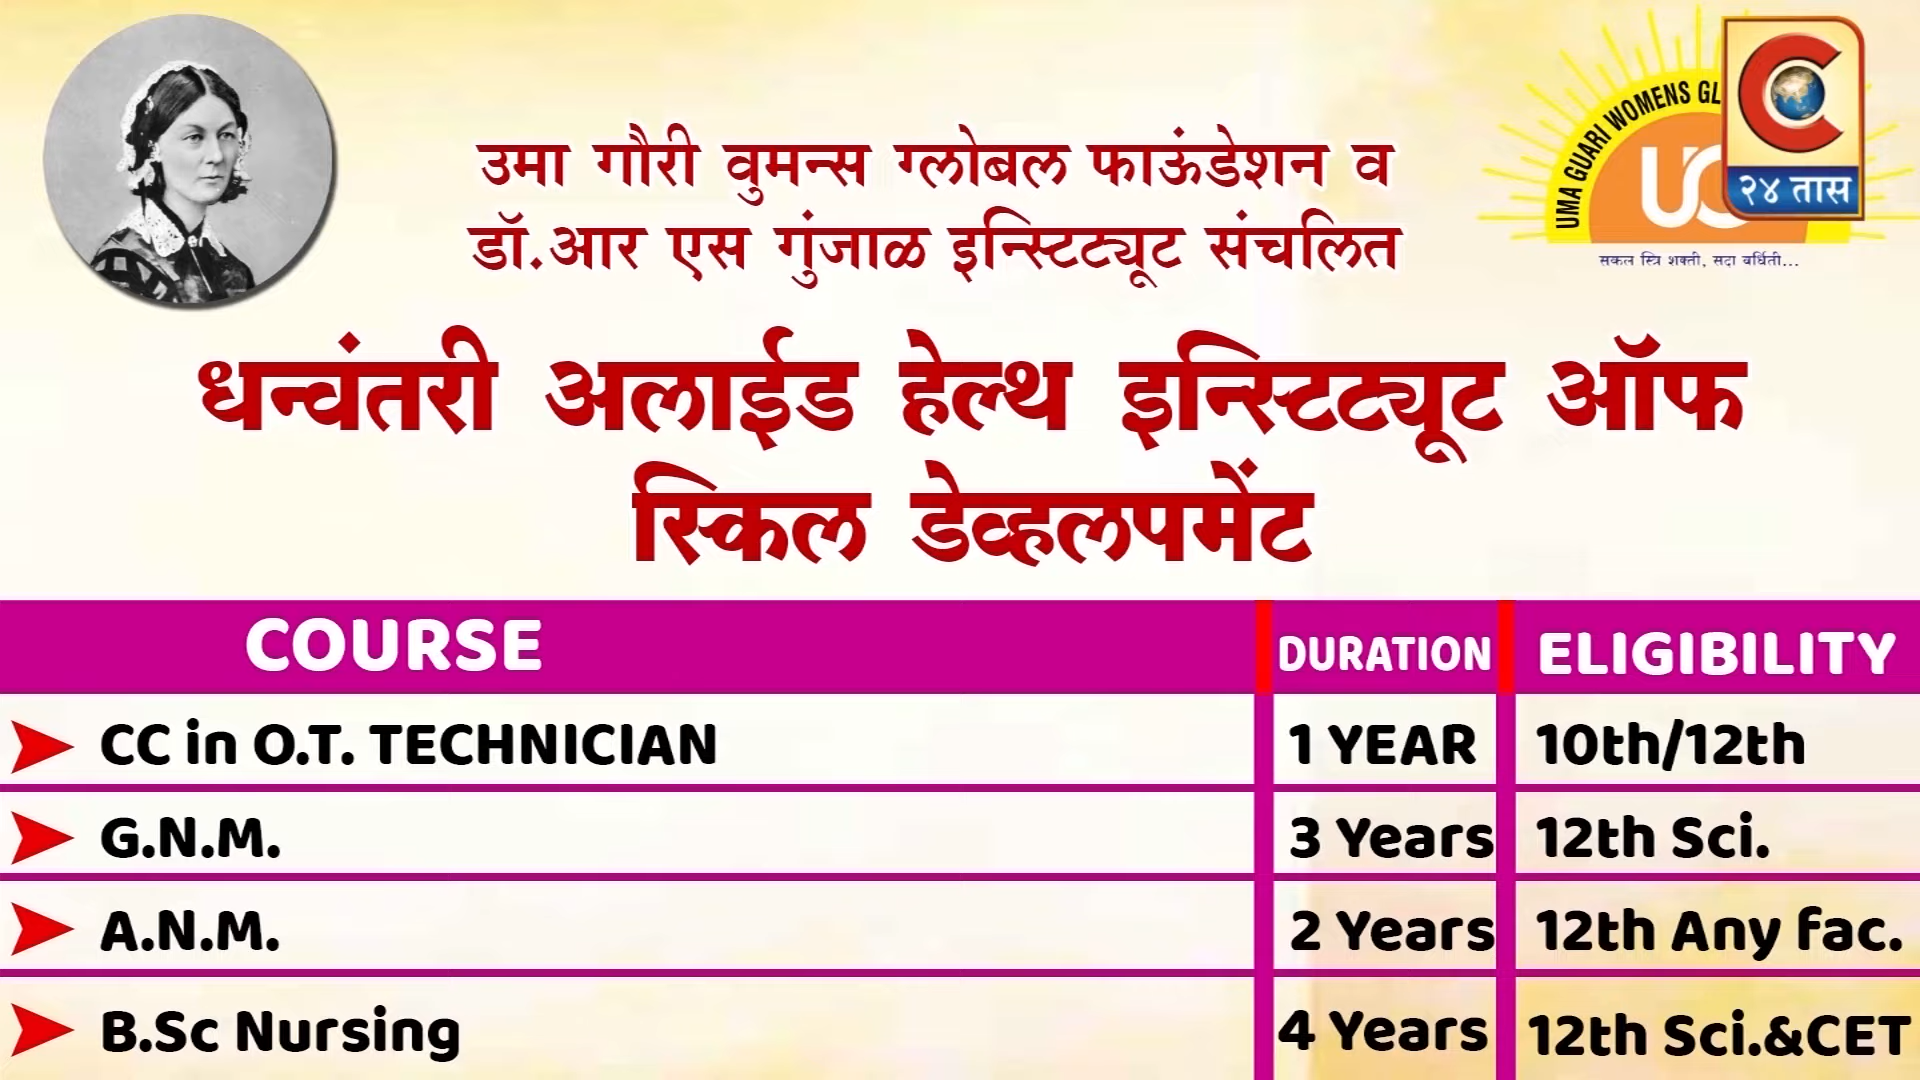 उमा गौरी वुमन्स ग्लोबल फाऊंडेशन व
डॉ.आर एस गुंजाळ इन्स्टिट्यूट संचलित
धन्वंतरी अलाईड हेल्थ इन्स्टिट्यूट ऑफ
स्किल डेव्हलपमेंट
UMA GUARI WOMENS
२४ तास
सकल स्त्रि शक्ती, सदा वर्धिती...
COURSE DURATION ELIGIBILITY
CC in O.T. TECHNICIAN 1 YEAR 10th/12th
G.N.M. 3 Years 12th Sci.
A.N.M. 2 Years 12th Any fac.
B.Sc Nursing 4 Years 12th Sci.&CET